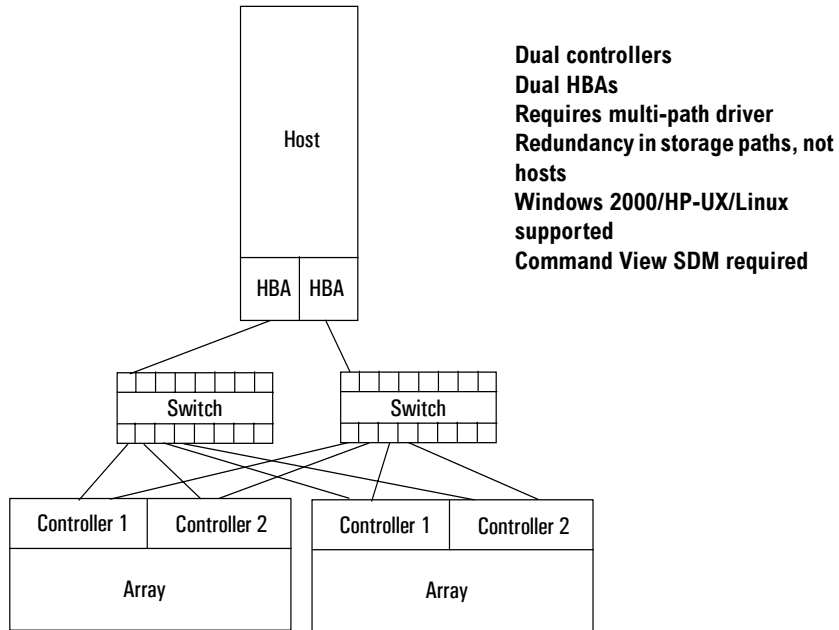 Dual controllers
Dual HBAs
Requires multi-path driver
Redundancy in storage paths, not
hosts
Windows 2000/HP-UX/Linux
supported
Command View SDM required
Host
HBA
HBA
Switch
Switch
Controller 1
Controller 2
Controller 1
Controller 2
Array
Array